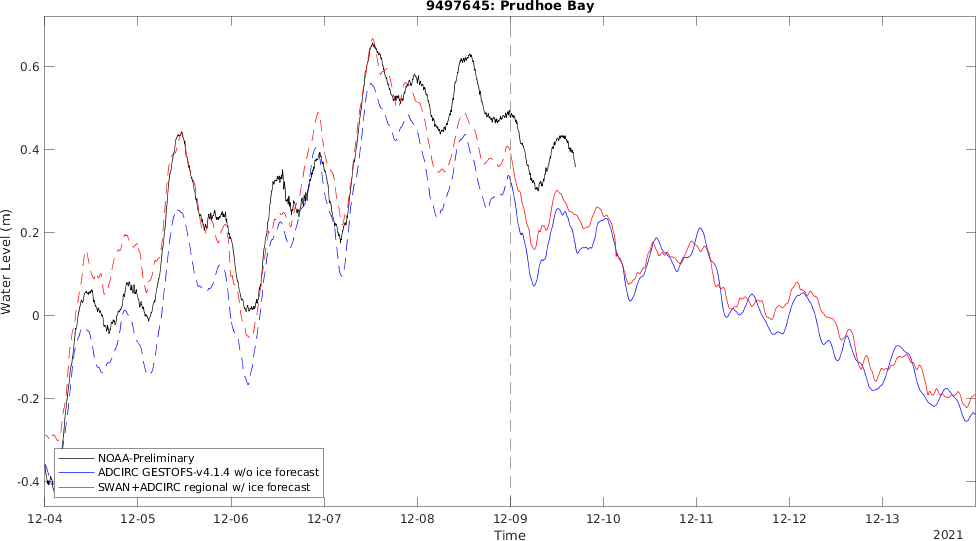 9497645: Prudhoe Bay
0.6
0.4
0.2
0
-0.2
-0.4
Water Level (m)
NOAA-Preliminary
ADCIRC GESTOFS-v4.1.4 w/o ice forecast
SWAN+ADCIRC regional w/ ice forecast
12-04 12-05 12-06 12-07 12-08 12-09 12-10 12-11 12-12 12-13
Time
2021